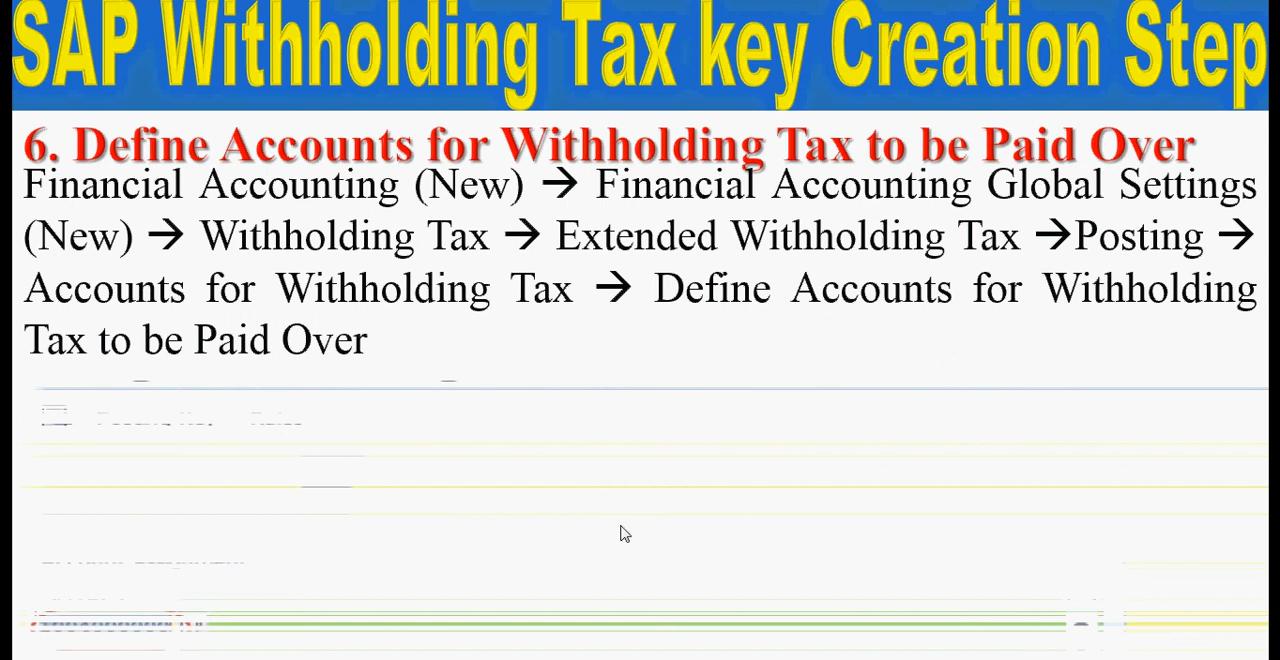 SAP Withholding Tax key Creation Step
6. Define Accounts for Withholding Tax to be Paid Over
Financial Accounting (New) → Financial Accounting Global Settings
(New) → Withholding Tax → Extended Withholding Tax →Posting →
Accounts for Withholding Tax → Define Accounts for Withholding
Tax to be Paid Over